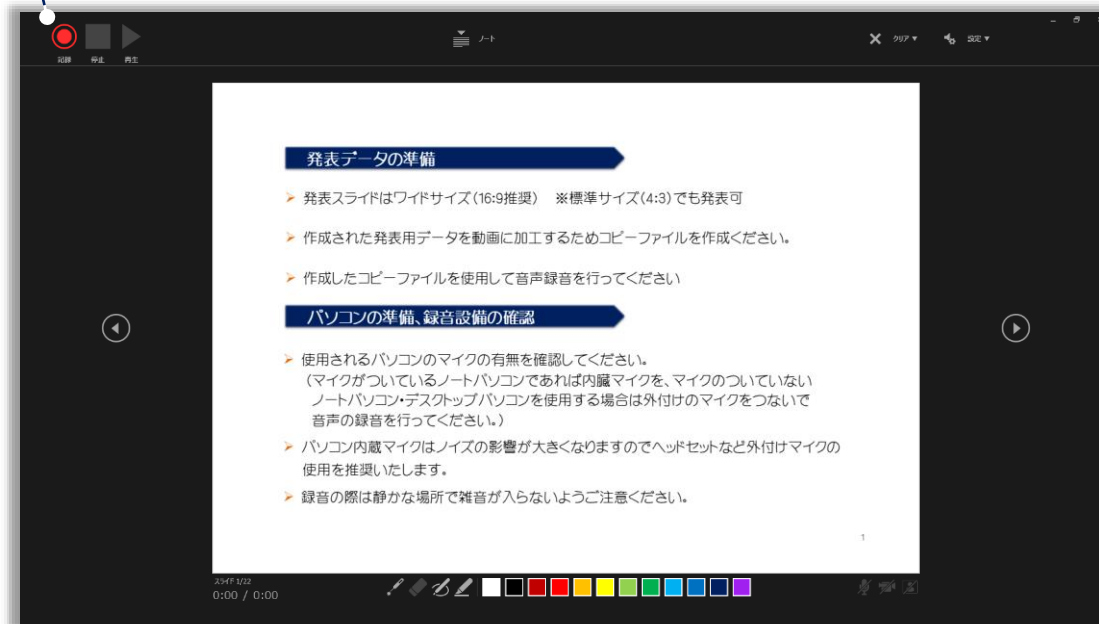 ノート
クリア
設定
記録 停止 再生
発表データの準備
発表スライドはワイドサイズ(16:9推奨) ※標準サイズ(4:3)でも発表可
作成された発表用データを動画に加工するためコピーファイルを作成ください。
作成したコピーファイルを使用して音声録音を行ってください
パソコンの準備、録音設備の確認
使用されるパソコンのマイクの有無を確認してください。
(マイクがついているノートパソコンであれば内臓マイクを、マイクのついていない
ノートパソコン・デスクトップパソコンを使用する場合は外付けのマイクをつないで
音声の録音を行ってください。)
パソコン内蔵マイクはノイズの影響が大きくなりますのでヘッドセットなど外付けマイクの
使用を推奨いたします。
録音の際は静かな場所で雑音が入らないようご注意ください。
1
スライド 1/22
0:00 / 0:00